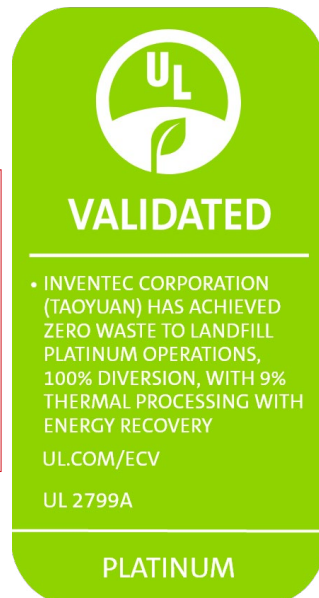 UL
VALIDATED
• INVENTEC CORPORATION
(TAOYUAN) HAS ACHIEVED
ZERO WASTE TO LANDFILL
PLATINUM OPERATIONS,
100% DIVERSION, WITH 9%
THERMAL PROCESSING WITH
ENERGY RECOVERY
UL.COM/ECV
UL 2799A
PLATINUM